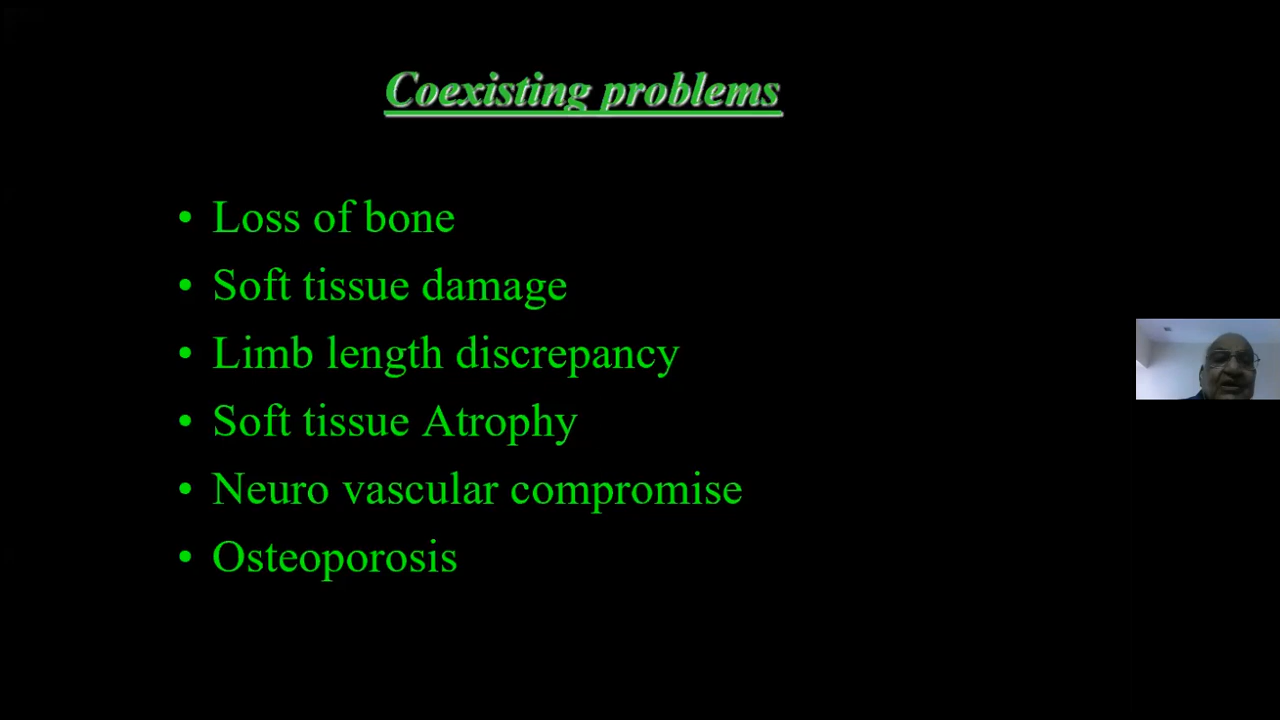 Coexisting problems
• Loss of bone
• Soft tissue damage
• Limb length discrepancy
• Soft tissue Atrophy
• Neuro vascular compromise
• Osteoporosis